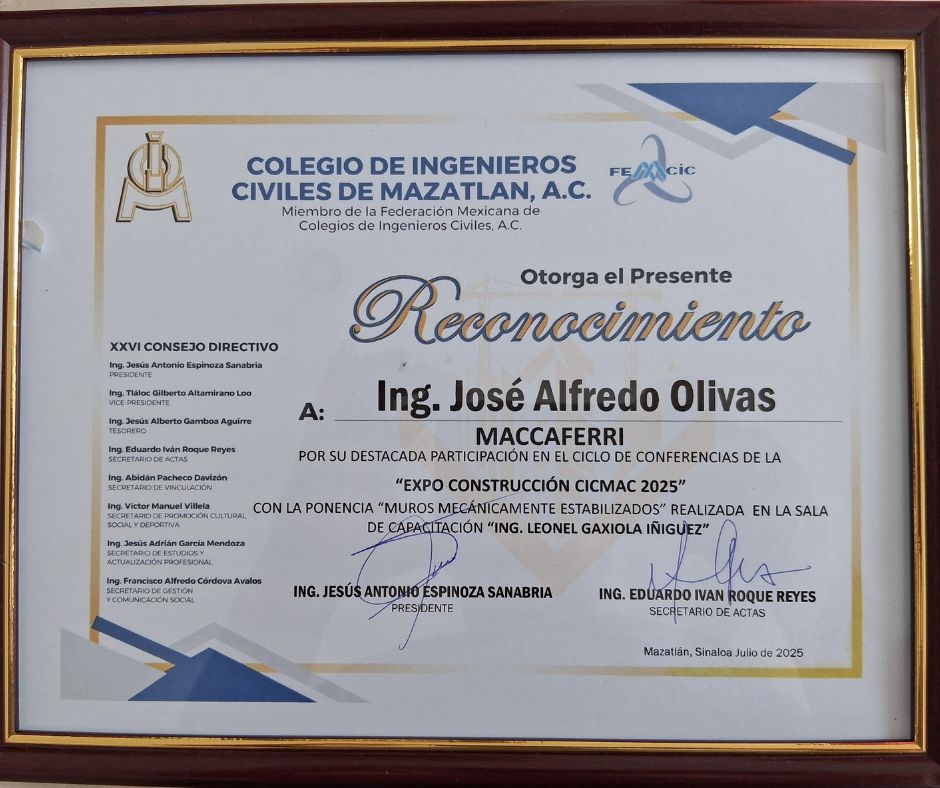 COLEGIO DE INGENIEROS
CIVILES DE MAZATLAN, A.C.
Miembro de la Federación Mexicana de
Colegios de Ingenieros Civiles, A.C.
FEMCIC
Otorga el Presente
Reconocimiento
A: Ing. José Alfredo Olivas
MACCAFERRI
POR SU DESTACADA PARTICIPACIÓN EN EL CICLO DE CONFERENCIAS DE LA
“EXPO CONSTRUCCIÓN CICMAC 2025”
CON LA PONENCIA “MUROS MECÁNICAMENTE ESTABILIZADOS” REALIZADA EN LA SALA
DE CAPACITACIÓN “ING. LEONEL GAXIOLA IÑIGUEZ”
XXVI CONSEJO DIRECTIVO
Ing. Jesús Antonio Espinoza Sanabria
PRESIDENTE
Ing. Tláloc Gilberto Altamirano Loo
VICE-PRESIDENTE
Ing. Jesús Alberto Gamboa Aguirre
TESORERO
Ing. Eduardo Iván Roque Reyes
SECRETARIO DE ACTAS
Ing. Abidán Pacheco Davizón
SECRETARIO DE VINCULACIÓN
Ing. Víctor Manuel Villela
SECRETARIO DE PROMOCIÓN CULTURAL
SOCIAL Y DEPORTIVA
Ing. Jesús Adrián García Mendoza
SECRETARIO DE ESTUDIOS Y
ACTUALIZACIÓN PROFESIONAL
Ing. Francisco Alfredo Córdova Avalos
SECRETARIO DE GESTIÓN
Y COMUNICACIÓN SOCIAL
ING. JESÚS ANTONIO ESPINOZA SANABRIA
PRESIDENTE
ING. EDUARDO IVAN ROQUE REYES
SECRETARIO DE ACTAS
Mazatlán, Sinaloa Julio de 2025